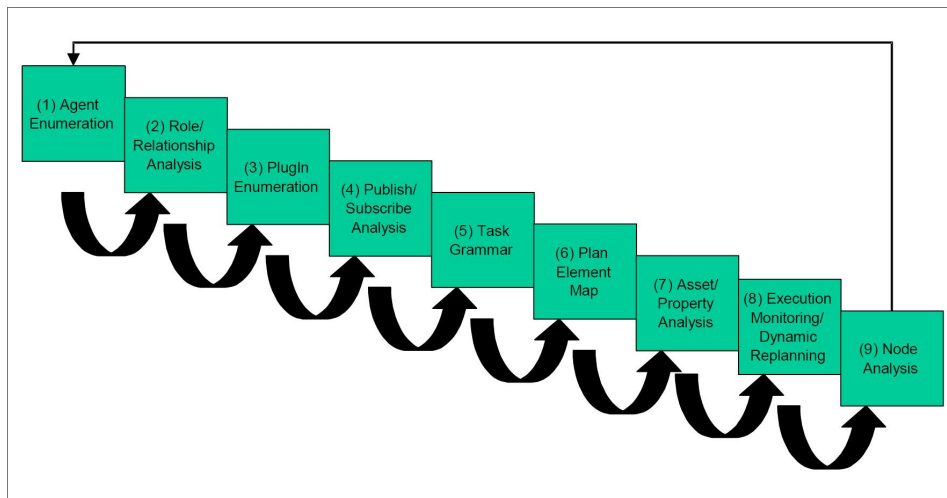 (1) Agent
Enumeration
(2) Role/
Relationship
Analysis
(3) PlugIn
Enumeration
(4) Publish/
Subscribe
Analysis
(5) Task
Grammar
(6) Plan
Element
Map
(7) Asset/
Property
Analysis
(8) Execution
Monitoring/
Dynamic
Replanning
(9) Node
Analysis